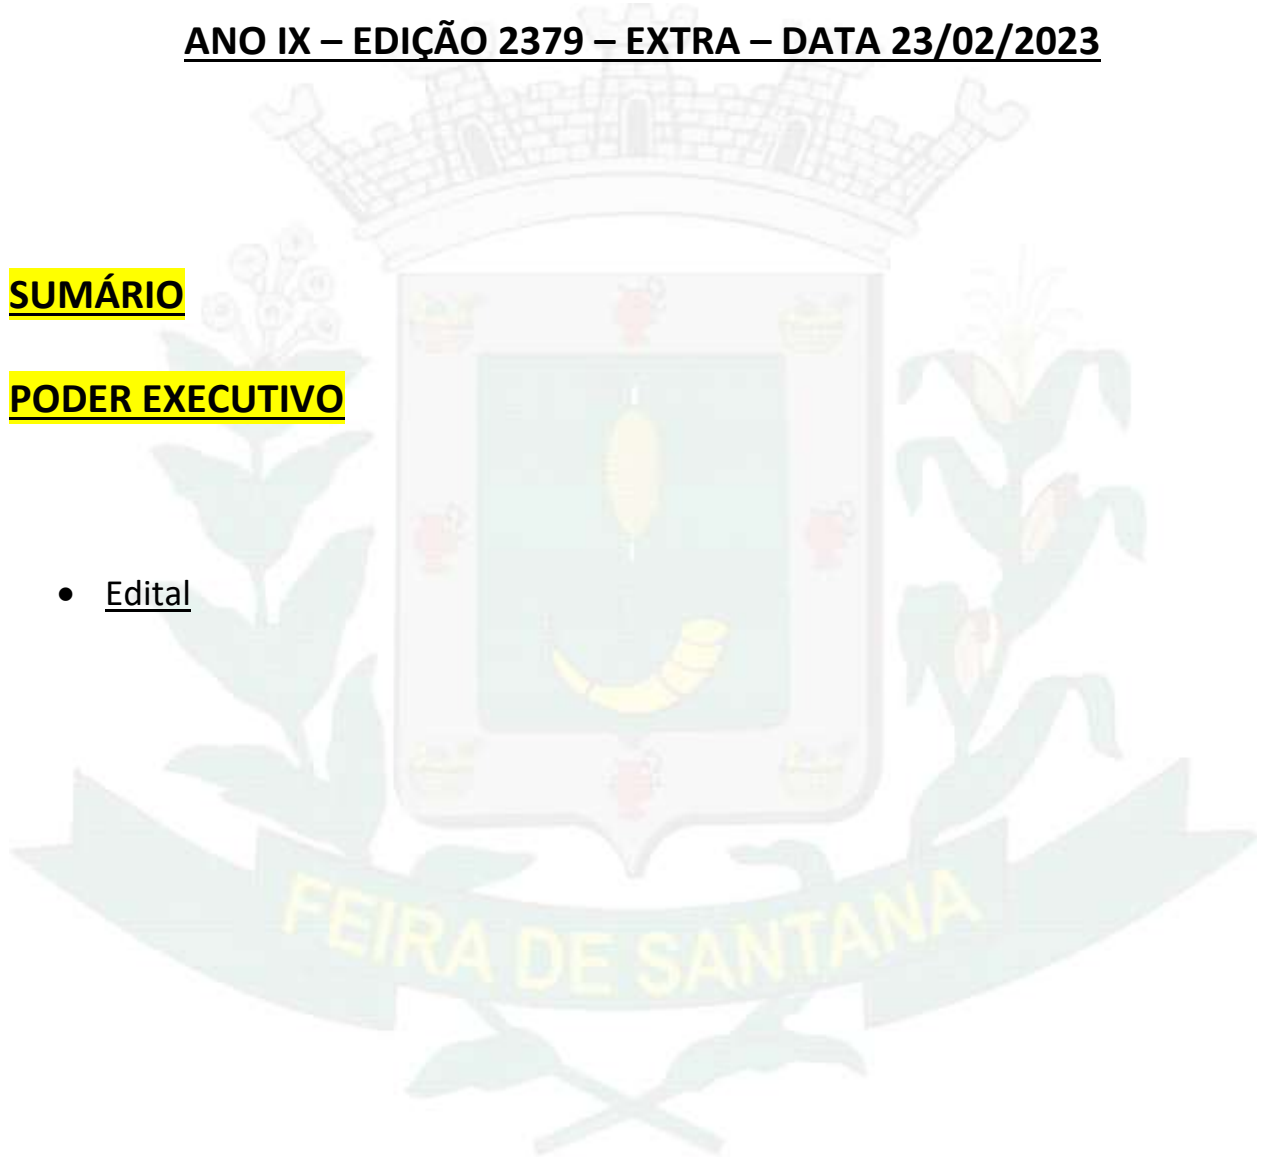 ANO IX – EDIÇÃO 2379 – EXTRA – DATA 23/02/2023
SUMÁRIO
PODER EXECUTIVO
• Edital
FEIRA DE SANTANA